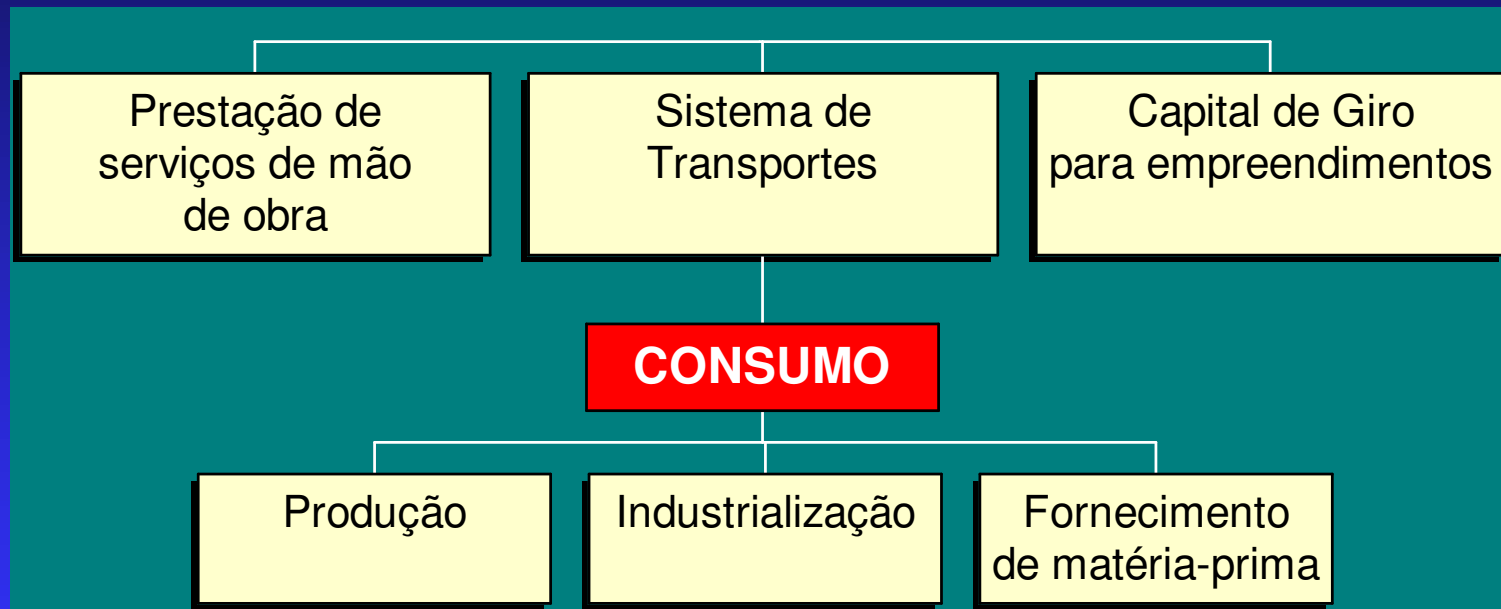 Prestação de
serviços de mão
de obra
Sistema de
Transportes
Capital de Giro
para empreendimentos
CONSUMO
Produção
Industrialização
Fornecimento
de matéria-prima